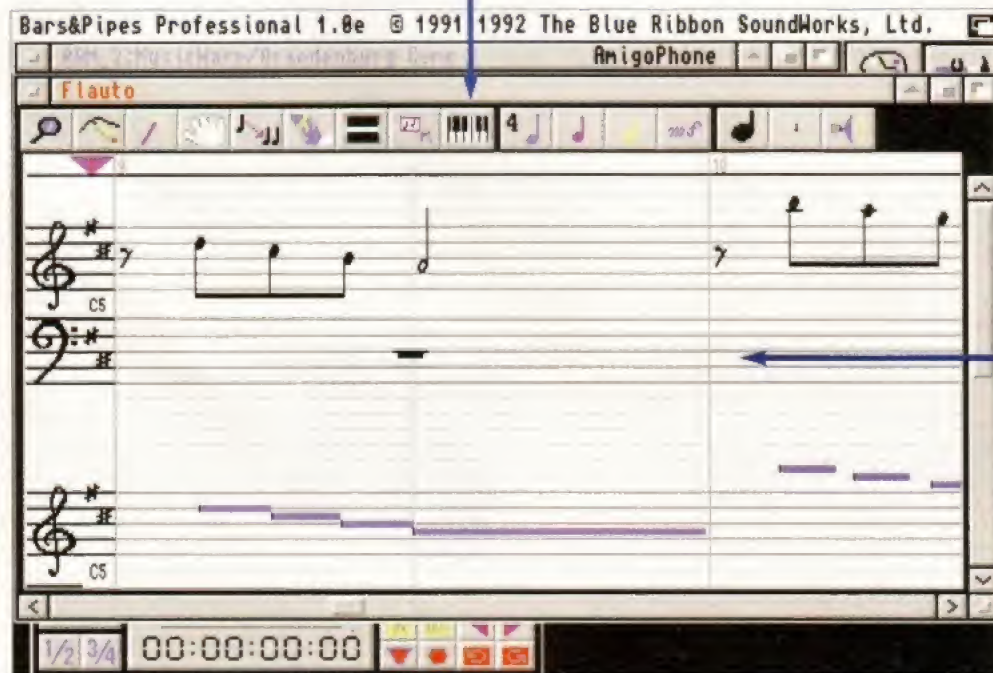 Bars&Pipes Professional 1.0e © 1991 1992 The Blue Ribbon SoundWorks, Ltd.
AmigoPhone
Flauto
4
9
10
C5
C5
1/2 3/4 00:00:00:00